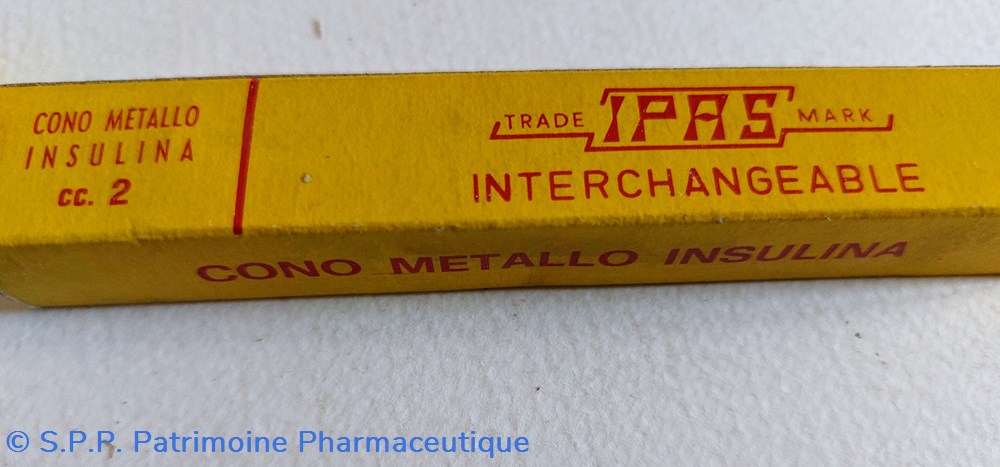 CONO METALLO
INSULINA
cc. 2
TRADE IPAS MARK
INTERCHANGEABLE
CONO METALLO INSULINA
© S.P.R. Patrimoine Pharmaceutique